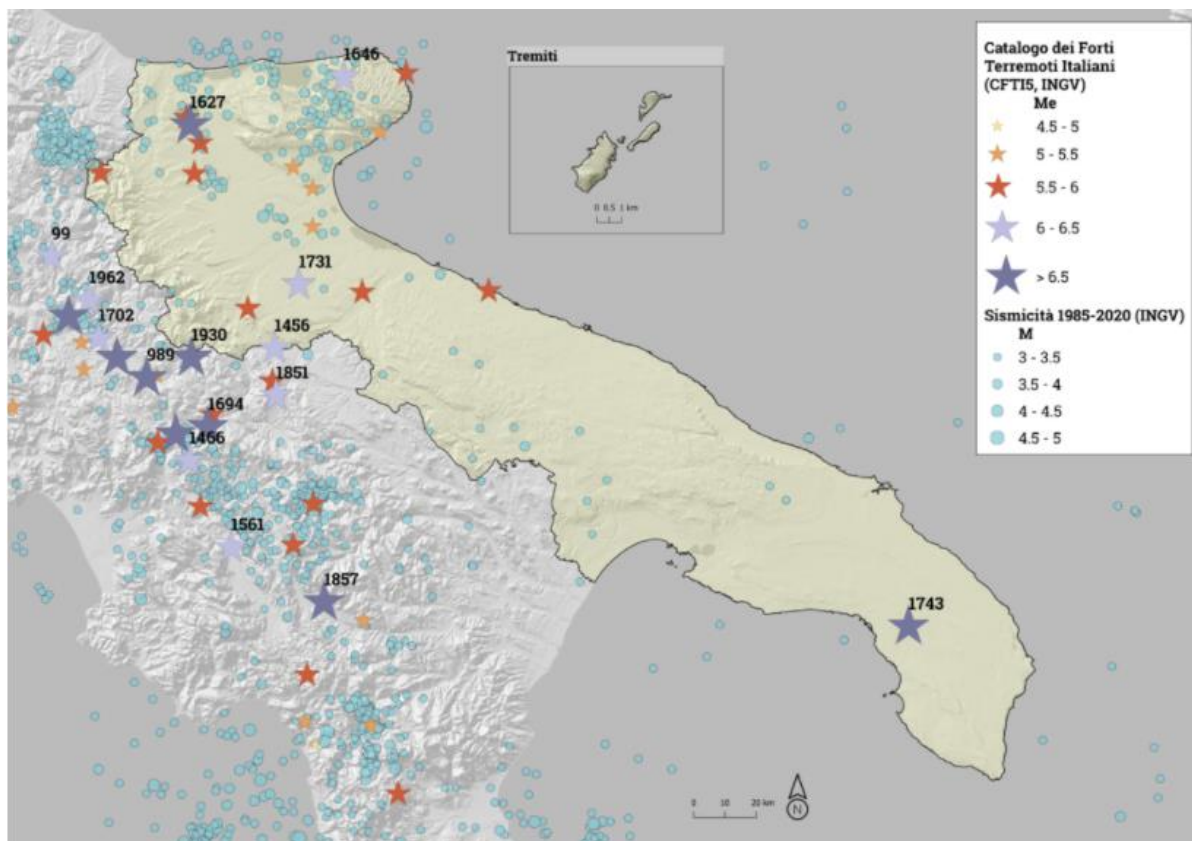 1646
Tremiti
0 0.5 1 km
Catalogo dei Forti
Terremoti Italiani
(CFTI5, INGV)
Me
4.5 - 5
5 - 5.5
5.5 - 6
6 - 6.5
> 6.5
Sismicità 1985-2020 (INGV)
M
3 - 3.5
3.5 - 4
4 - 4.5
4.5 - 5
1627
99
1731
1962
1702
1930
1456
989
1851
1694
1466
1561
1857
1743
0 10 20 km
N